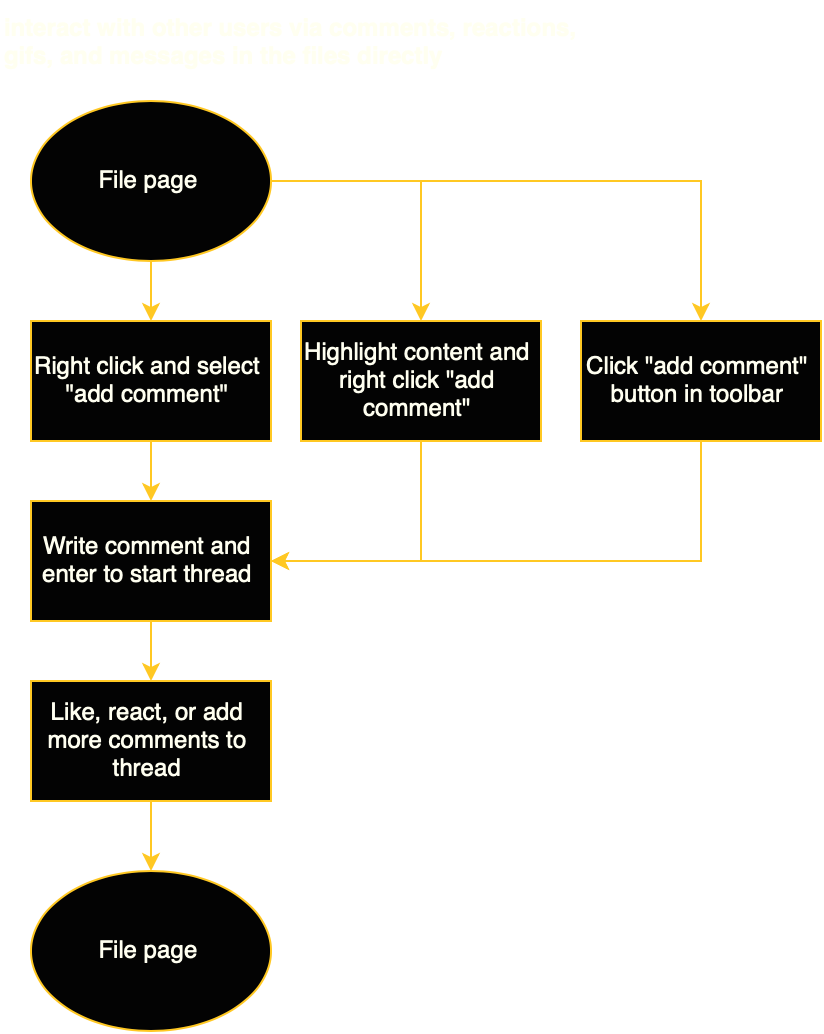 Interact with other users via comments, reactions,
gifs, and messages in the files directly
File page
Right click and select
"add comment"
Highlight content and
right click "add
comment"
Click "add comment"
button in toolbar
Write comment and
enter to start thread
Like, react, or add
more comments to
thread
File page